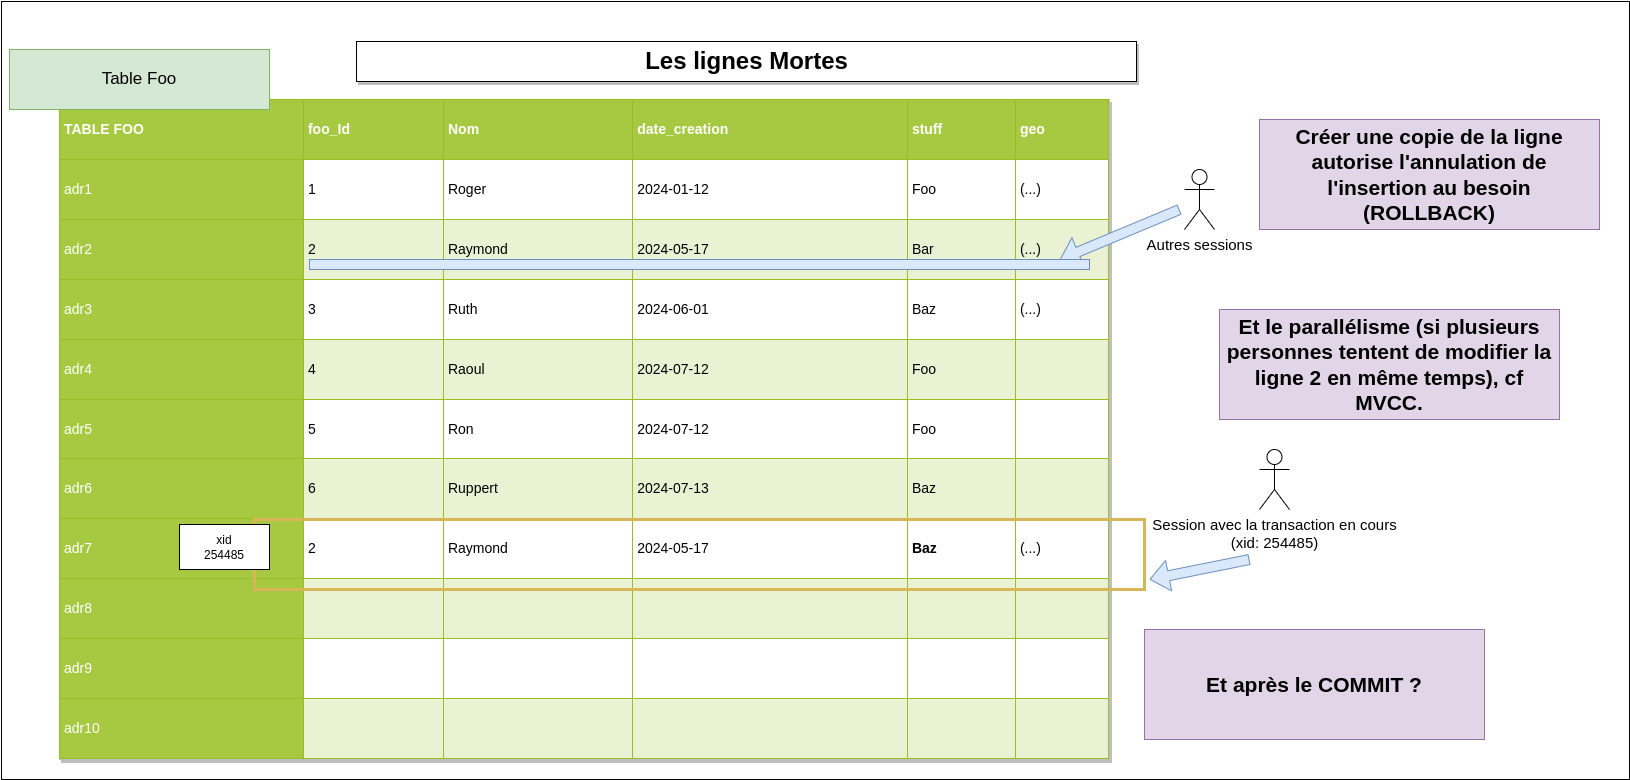 Les lignes Mortes
Table Foo
TABLE FOO foo_Id Nom date_creation stuff geo
adr1 1 Roger 2024-01-12 Foo (...)
adr2 2 Raymond 2024-05-17 Bar (...)
adr3 3 Ruth 2024-06-01 Baz (...)
adr4 4 Raoul 2024-07-12 Foo
adr5 5 Ron 2024-07-12 Foo
adr6 6 Ruppert 2024-07-13 Baz
adr7 2 Raymond 2024-05-17 Baz (...)
xid
254485
adr8
adr9
adr10
Créer une copie de la ligne
autorise l'annulation de
l'insertion au besoin
(ROLLBACK)
Autres sessions
Et le parallélisme (si plusieurs
personnes tentent de modifier la
ligne 2 en même temps), cf
MVCC.
Session avec la transaction en cours
(xid: 254485)
Et après le COMMIT ?